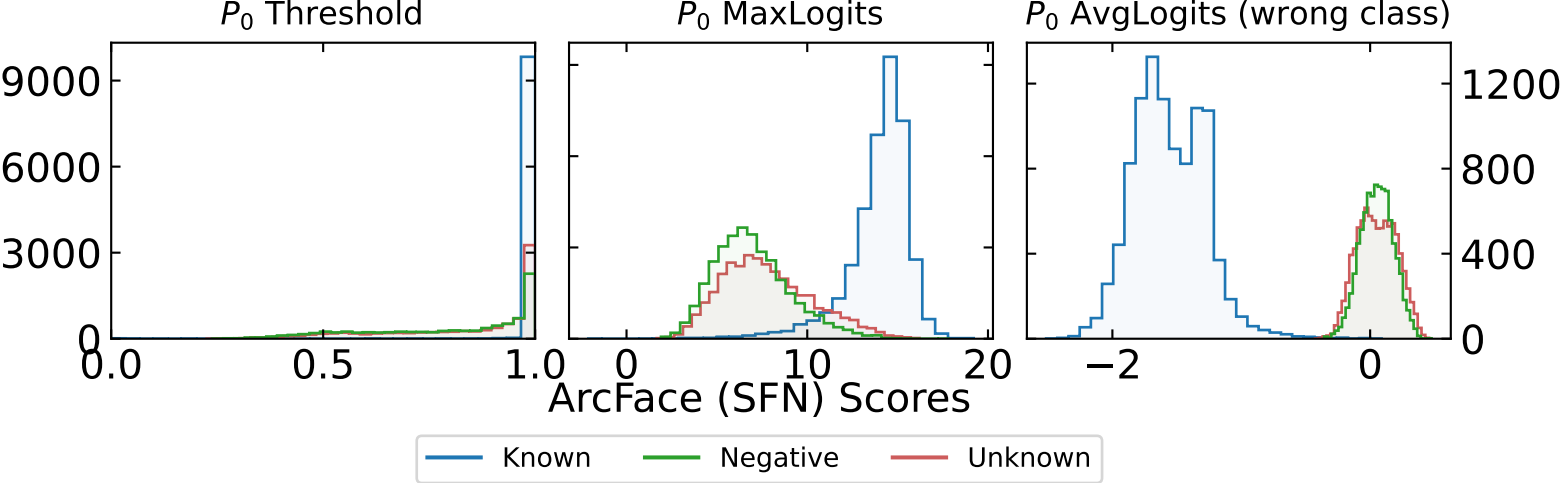 P0 Threshold
P0 MaxLogits
P0 AvgLogits (wrong class)
9000
6000
3000
0
0.0 0.5 1.0
0 10 20
−2 0
1200
800
400
0
ArcFace (SFN) Scores
Known Negative Unknown